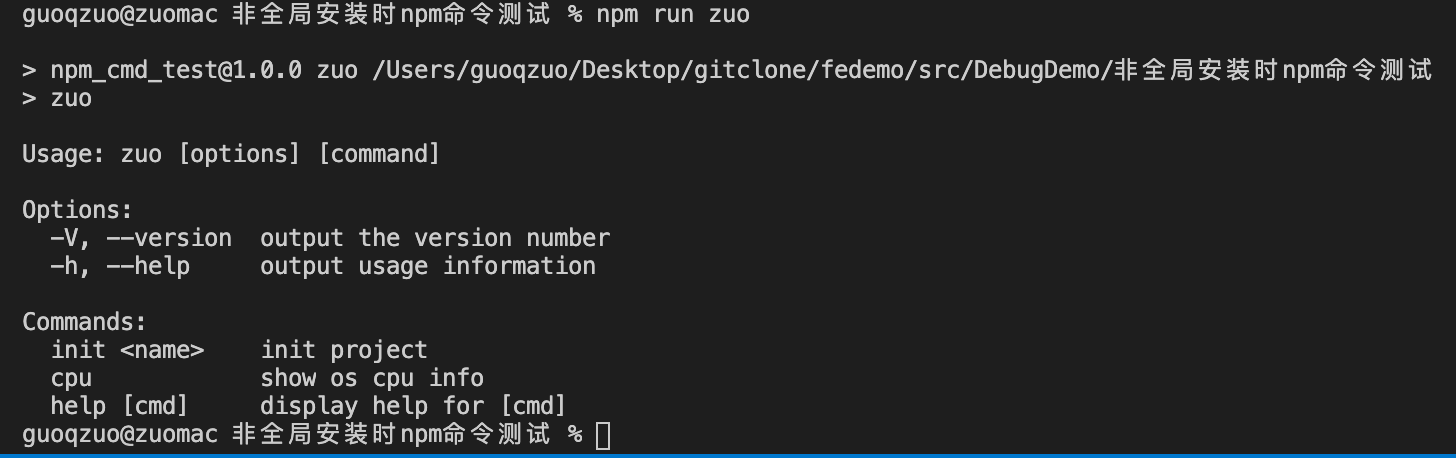 guoqzuo@zuomac 非全局安装时npm命令测试 % npm run zuo
> npm_cmd_test@1.0.0 zuo /Users/guoqzuo/Desktop/gitclone/fedemo/src/DebugDemo/非全局安装时npm命令测试
> zuo
Usage: zuo [options] [command]
Options:
  -V, --version  output the version number
  -h, --help     output usage information
Commands:
  init <name>    init project
  cpu            show os cpu info
  help [cmd]     display help for [cmd]
guoqzuo@zuomac 非全局安装时npm命令测试 %